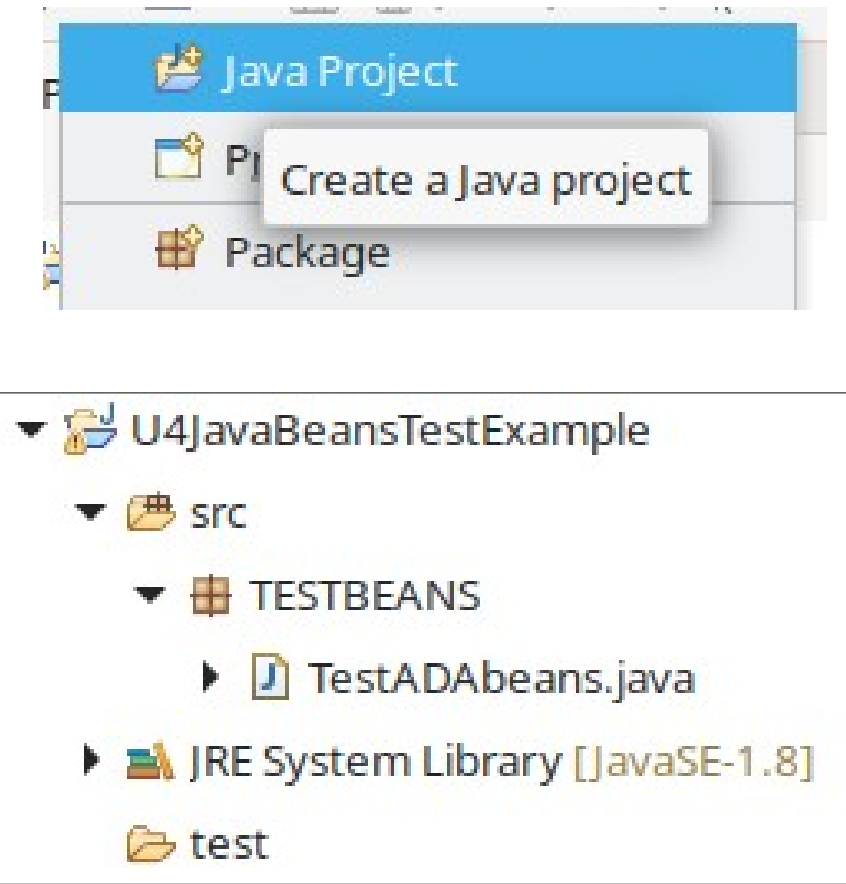 Java Project
Create a Java project
Package
U4JavaBeansTestExample
src
TESTBEANS
TestADAbeans.java
JRE System Library [JavaSE-1.8]
test